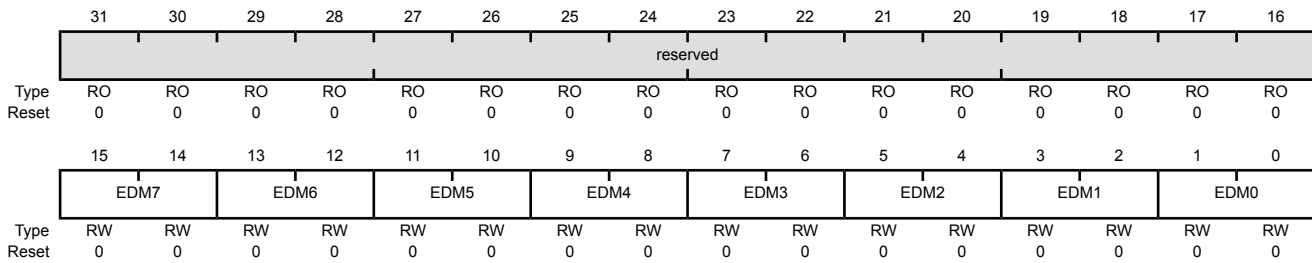 31 30 29 28 27 26 25 24 23 22 21 20 19 18 17 16
reserved
Type RO RO RO RO RO RO RO RO RO RO RO RO RO RO RO RO
Reset 0 0 0 0 0 0 0 0 0 0 0 0 0 0 0 0
15 14 13 12 11 10 9 8 7 6 5 4 3 2 1 0
EDM7 EDM6 EDM5 EDM4 EDM3 EDM2 EDM1 EDM0
Type RW RW RW RW RW RW RW RW RW RW RW RW RW RW RW RW
Reset 0 0 0 0 0 0 0 0 0 0 0 0 0 0 0 0